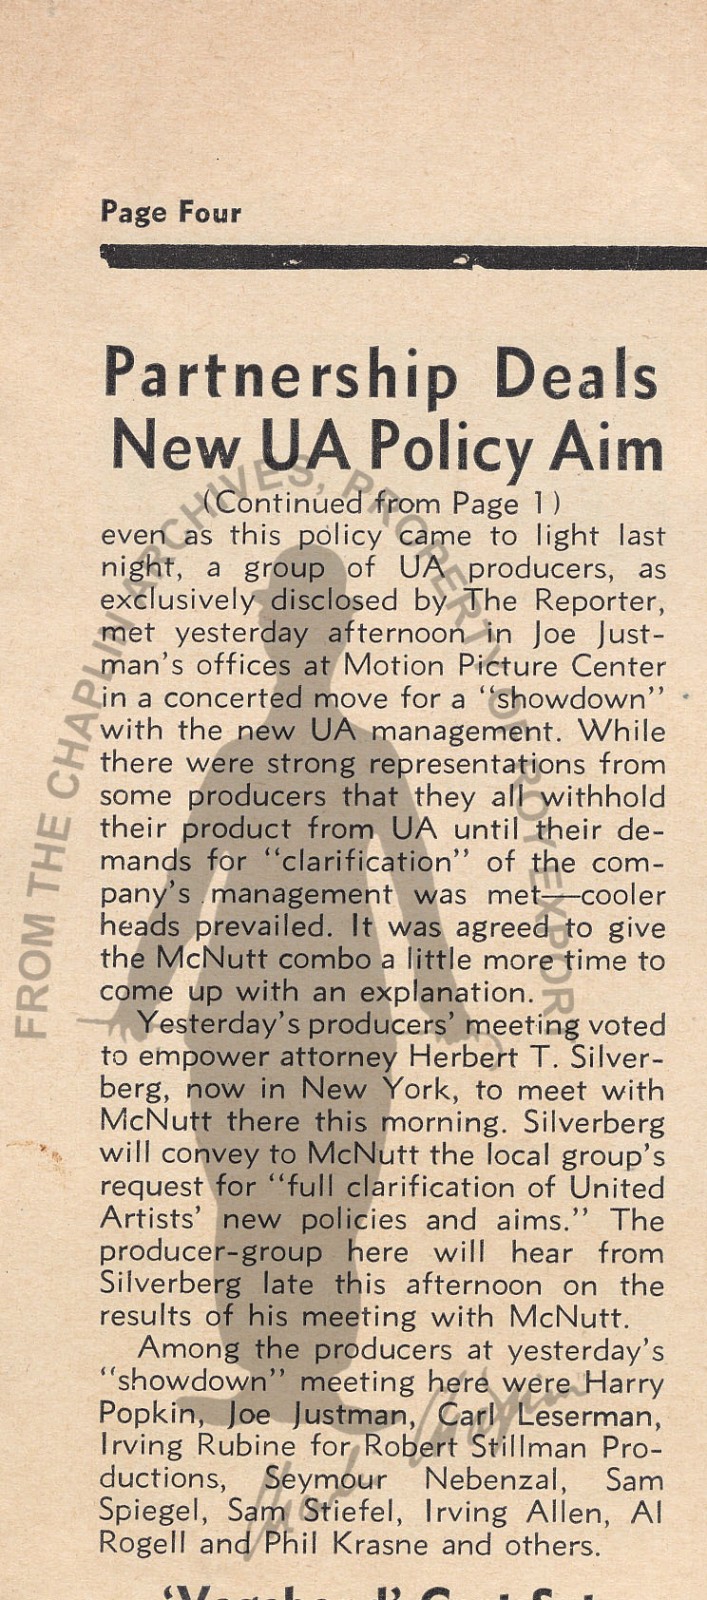 Page Four
Partnership Deals
New UA Policy Aim
(Continued from Page 1)
even as this policy came to light last
night, a group of UA producers, as
exclusively disclosed by The Reporter,
met yesterday afternoon in Joe Just-
man's offices at Motion Picture Center
in a concerted move for a "showdown"
with the new UA management. While
there were strong representations from
some producers that they all withhold
their product from UA until their de-
mands for "clarification" of the com-
pany's management was met—cooler
heads prevailed. It was agreed to give
the McNutt combo a little more time to
come up with an explanation.
Yesterday's producers' meeting voted
to empower attorney Herbert T. Silver-
berg, now in New York, to meet with
McNutt there this morning. Silverberg
will convey to McNutt the local group's
request for "full clarification of United
Artists' new policies and aims." The
producer-group here will hear from
Silverberg late this afternoon on the
results of his meeting with McNutt.
Among the producers at yesterday's
"showdown" meeting here were Harry
Popkin, Joe Justman, Carl Leserman,
Irving Rubine for Robert Stillman Pro-
ductions, Seymour Nebenzal, Sam
Spiegel, Sam Stiefel, Irving Allen, Al
Rogell and Phil Krasne and others.
FROM THE CHAPLIN ARCHIVES, PROPERTY OF ROY EXPORT
Charlie Chaplin